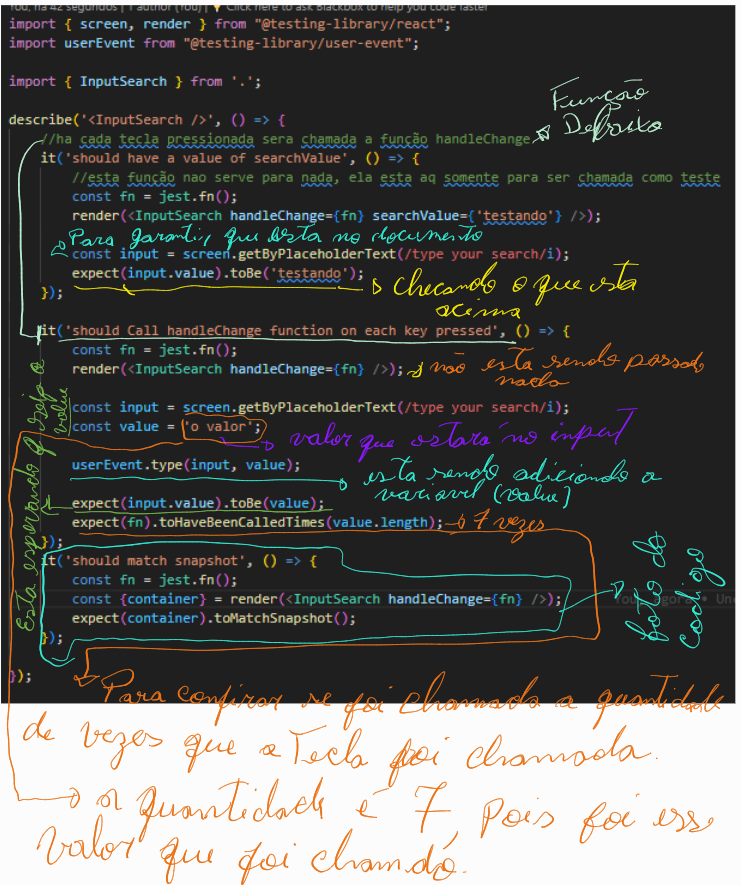 You, há 42 segundos | 1 author (You) | Click here to ask Blackbox to help you code faster
import { screen, render } from "@testing-library/react";
import userEvent from "@testing-library/user-event";
import { InputSearch } from '.';
describe('<InputSearch />', () => {
Função
Defeito
//ha cada tecla pressionada sera chamada a função handleChange
it('should have a value of searchValue', () => {
//esta função nao serve para nada, ela esta aq somente para ser chamada como teste
const fn = jest.fn();
render(<InputSearch handleChange={fn} searchValue={'testando'} />);
Para garantir que esta no documento
const input = screen.getByPlaceholderText(/type your search/i);
expect(input.value).toBe('testando');
checando o que esta
acima
});
it('should Call handleChange function on each key pressed', () => {
const fn = jest.fn();
render(<InputSearch handleChange={fn} />);
não esta sendo passado
nada
const input = screen.getByPlaceholderText(/type your search/i);
const value = 'o valor';
valor que estará no input
userEvent.type(input, value);
esta sendo adicionando a
variavel (value)
expect(input.value).toBe(value);
Esta esperando q seja o
value
expect(fn).toHaveBeenCalledTimes(value.length);
7 vezes
});
it('should match snapshot', () => {
const fn = jest.fn();
const {container} = render(<InputSearch handleChange={fn} />);
expect(container).toMatchSnapshot();
foto do
codigo
});
});
Para confirar se foi chamada a quantidade
de vezes que a Tecla foi chamada.
a quantidade é 7, Pois foi esse
valor que foi chamdó.